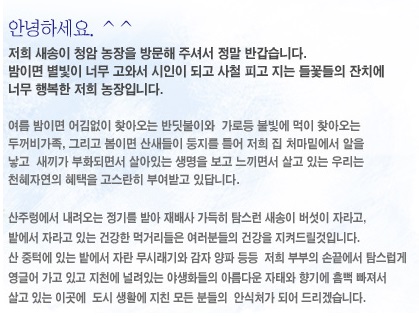 안녕하세요. ^ ^
저희 새송이 청암 농장을 방문해 주셔서 정말 반갑습니다.
밤이면 별빛이 너무 고와서 시인이 되고 사철 피고 지는 들꽃들의 잔치에
너무 행복한 저희 농장입니다.
여름 밤이면 어김없이 찾아오는 반딧불이와 가로등 불빛에 먹이 찾아오는
두꺼비가족, 그리고 봄이면 산새들이 둥지를 틀어 저희 집 처마밑에서 알을
낳고 새끼가 부화되면서 살아있는 생명을 보고 느끼면서 살고 있는 우리는
천혜자연의 혜택을 고스란히 부여받고 있답니다.
산주령에서 내려오는 정기를 받아 재배사 가득히 탐스런 새송이 버섯이 자라고,
밭에서 자라고 있는 건강한 먹거리들은 여러분들의 건강을 지켜드릴것입니다.
산 중턱에 있는 밭에서 자란 무시래기와 감자 양파 등등 저희 부부의 손끝에서 탐스럽게
영글어 가고 있고 지천에 널려있는 야생화들의 아름다운 자태와 향기에 흠뻑 빠져서
살고 있는 이곳에 도시 생활에 지친 모든 분들의 안식처가 되어 드리겠습니다.